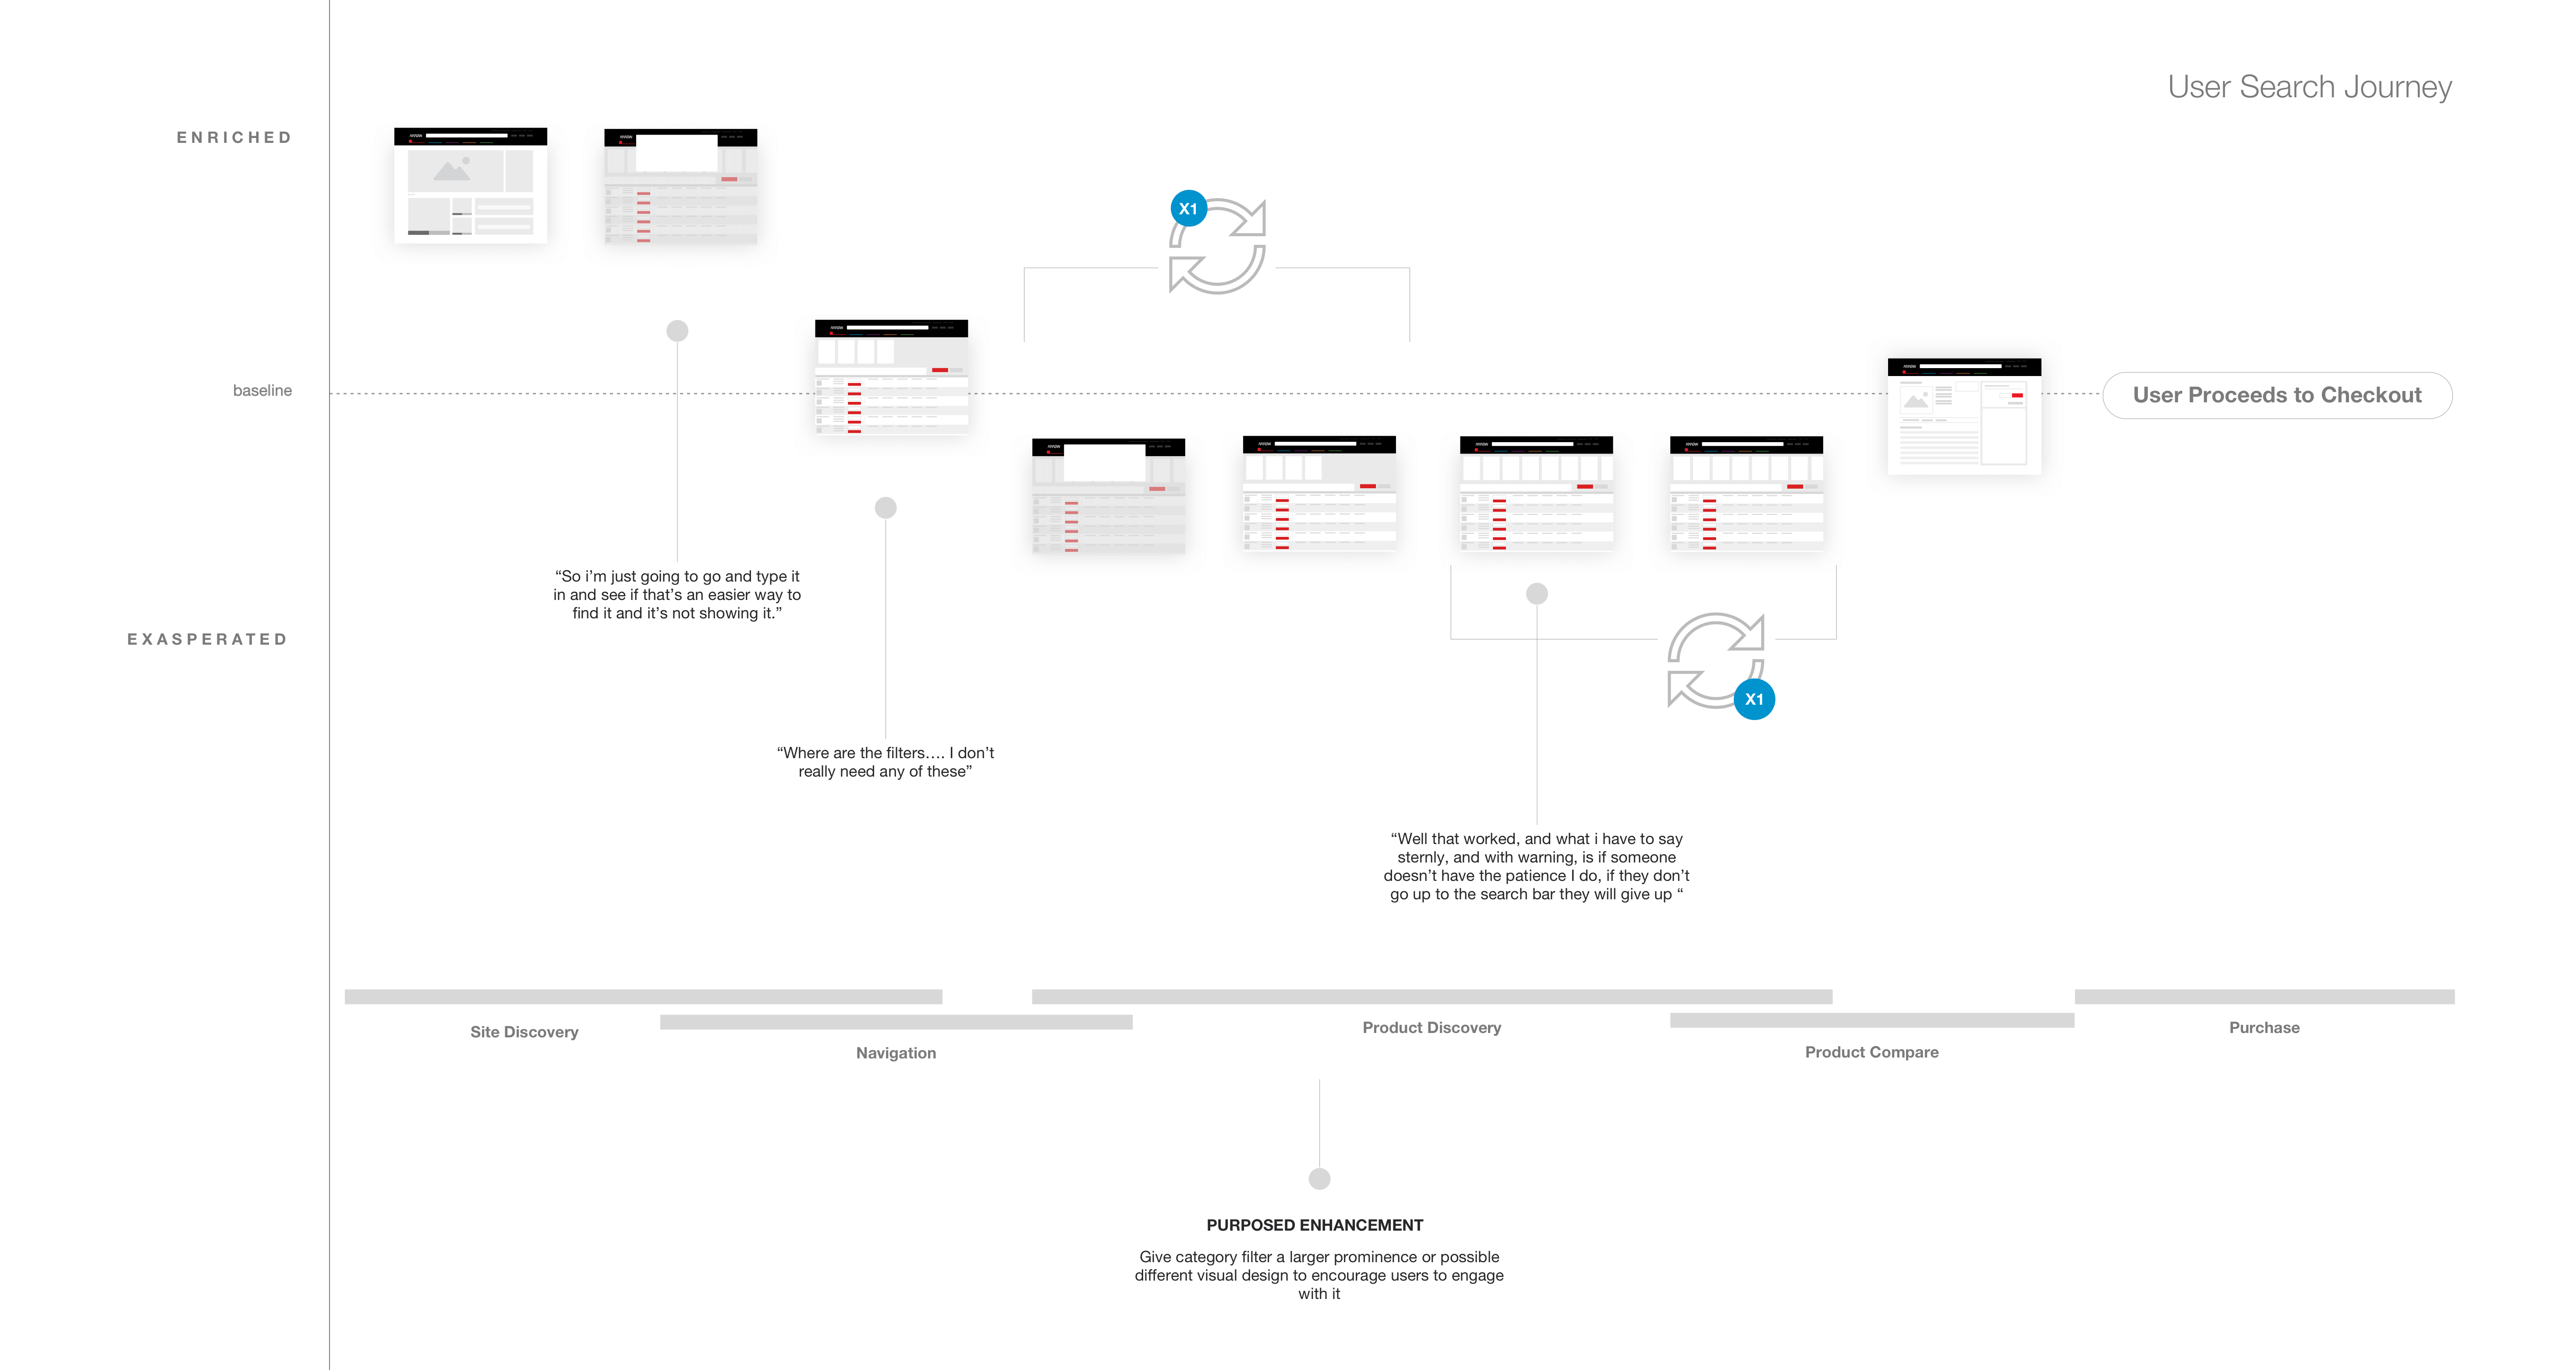 User Search Journey
ENRICHED
X1
baseline
User Proceeds to Checkout
“So i’m just going to go and type it
in and see if that’s an easier way to
find it and it’s not showing it.”
EXASPERATED
X1
“Where are the filters.... I don’t
really need any of these”
“Well that worked, and what i have to say
sternly, and with warning, is if someone
doesn’t have the patience I do, if they don’t
go up to the search bar they will give up “
Site Discovery
Navigation
Product Discovery
Product Compare
Purchase
PURPOSED ENHANCEMENT
Give category filter a larger prominence or possible
different visual design to encourage users to engage
with it